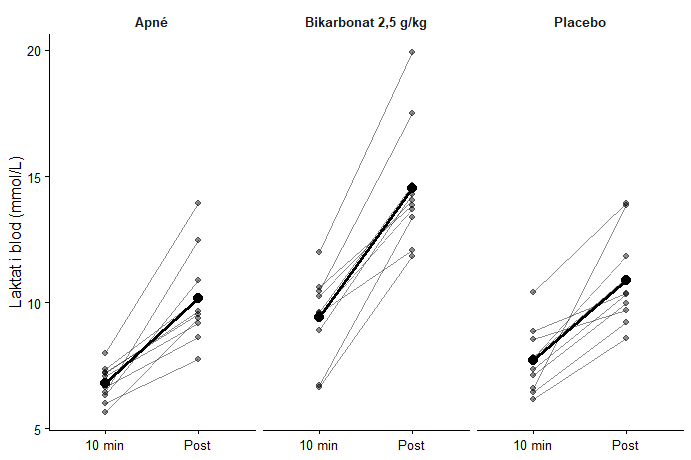 Apné
Bikarbonat 2,5 g/kg
Placebo
Laktat i blod (mmol/L)
20
15
10
5
10 min
Post
10 min
Post
10 min
Post